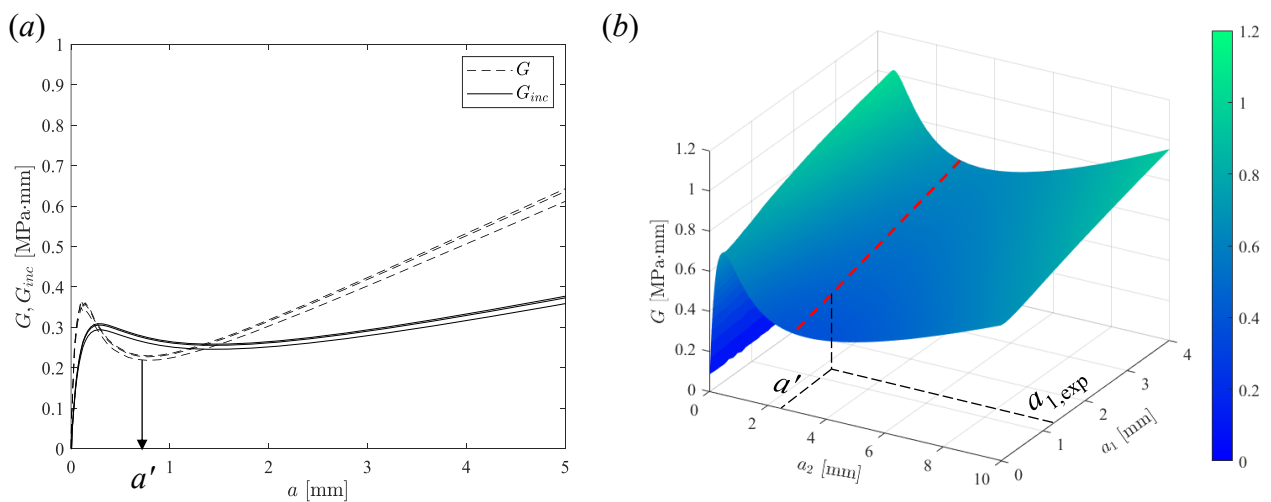 (a)
1
0.9
0.8
0.7
0.6
0.5
0.4
0.3
0.2
0.1
0
G, G_inc [MPa·mm]
G
G_inc
0 1 2 3 4 5
a′
a [mm]
(b)
1.2
1
0.8
0.6
0.4
0.2
0
G [MPa·mm]
0 2 4 6 8 10
a_2 [mm]
a′
a_1,exp
0 1 2 3 4
a_1 [mm]
1.2
1
0.8
0.6
0.4
0.2
0